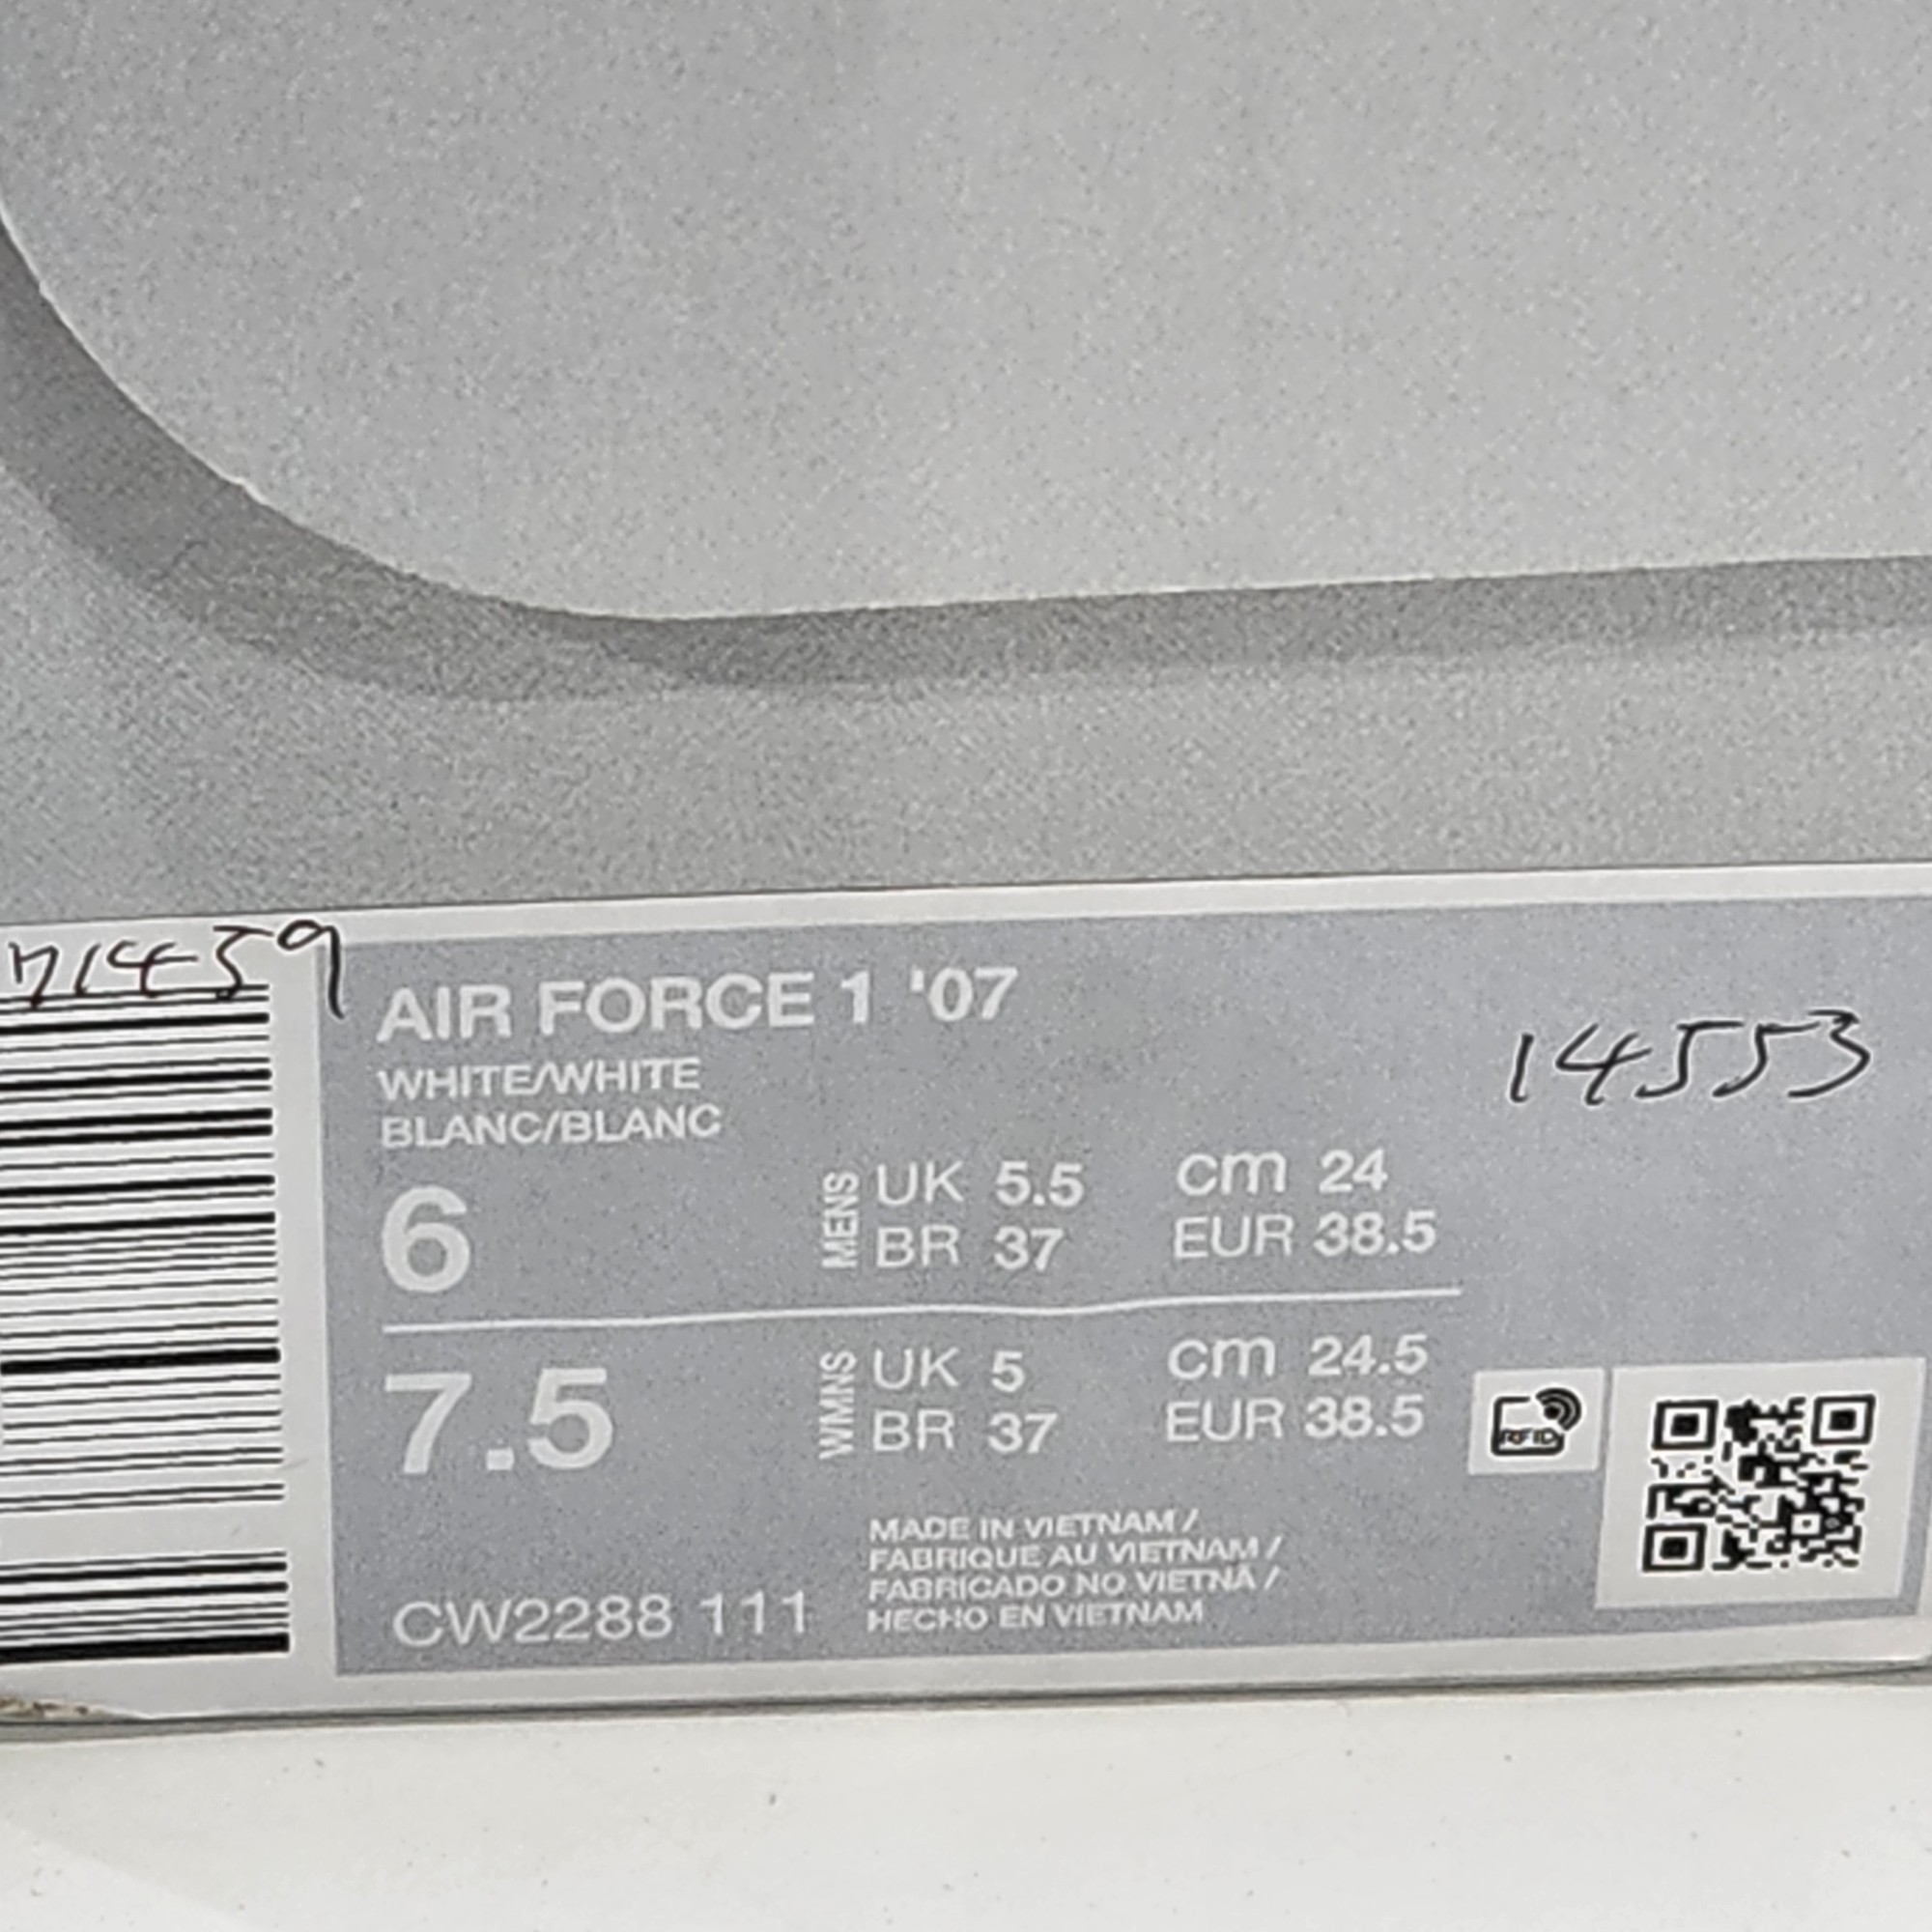 71459
AIR FORCE 1 '07
WHITE/WHITE
BLANC/BLANC
14553
6
MENS
UK 5.5 cm 24
BR 37 EUR 38.5
7.5
WMNS
UK 5 cm 24.5
BR 37 EUR 38.5
RFID
MADE IN VIETNAM /
FABRIQUE AU VIETNAM /
FABRICADO NO VIETNÃ /
HECHO EN VIETNAM
CW2288 111